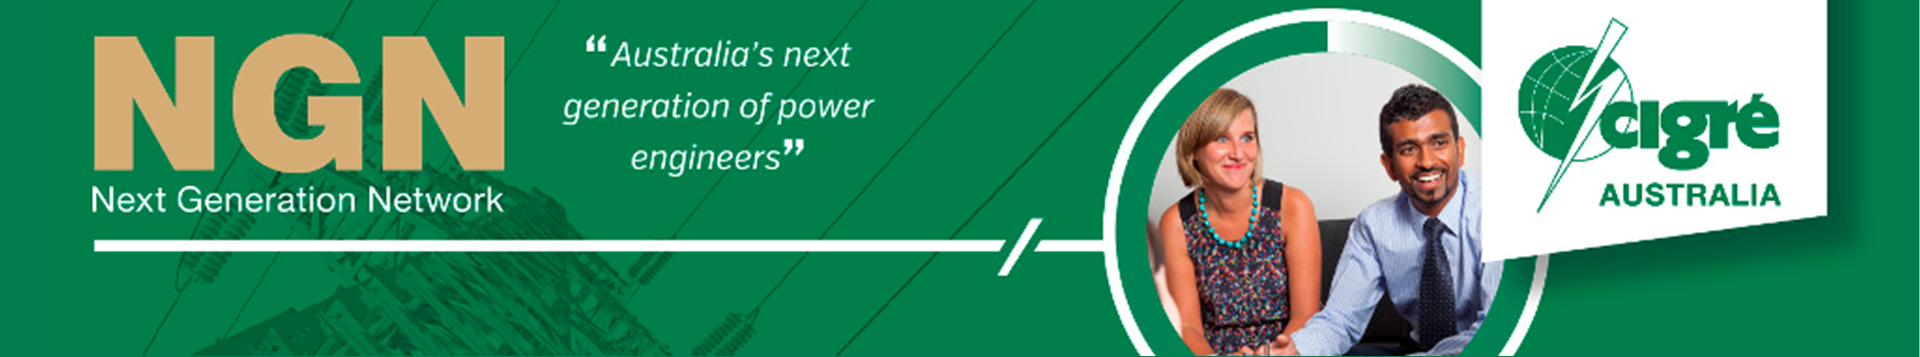 NGN
Next Generation Network
“Australia’s next
generation of power
engineers”
cigré
AUSTRALIA